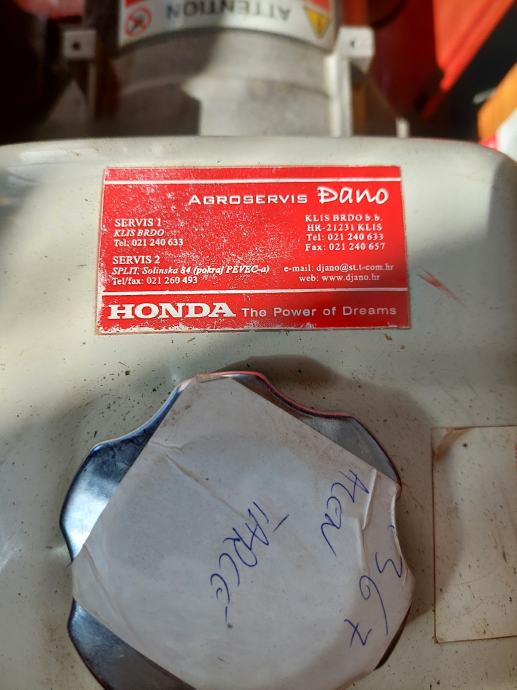 ATTENTION
AGROSERVIS Đano
SERVIS 1
KLIS BRDO
Tel: 021 240 633
SERVIS 2
SPLIT, Solinska 84 (pokraj PEVEC-a)
Tel/fax: 021 260 493
KLIS BRDO b.b.
HR-21231 KLIS
Tel: 021 240 633
Fax: 021 240 657
e-mail: djano@st.t-com.hr
web: www.djano.hr
HONDA The Power of Dreams
367